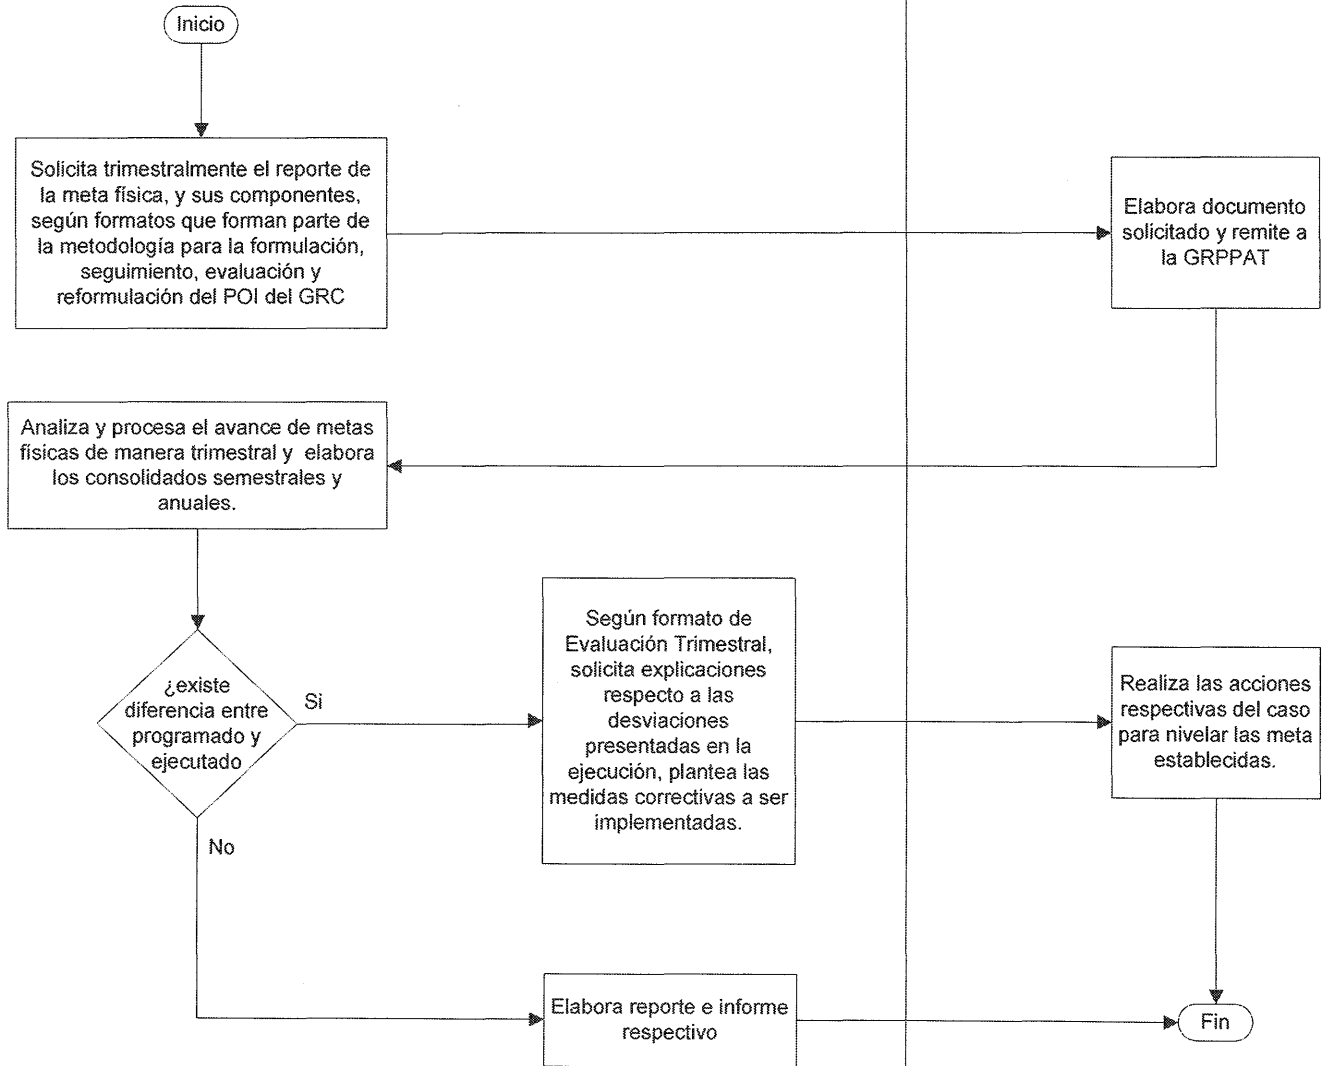 Inicio
Solicita trimestralmente el reporte de
la meta física, y sus componentes,
según formatos que forman parte de
la metodología para la formulación,
seguimiento, evaluación y
reformulación del POI del GRC
Elabora documento
solicitado y remite a
la GRPPAT
Analiza y procesa el avance de metas
físicas de manera trimestral y elabora
los consolidados semestrales y
anuales.
¿existe
diferencia entre
programado y
ejecutado
Si
No
Según formato de
Evaluación Trimestral,
solicita explicaciones
respecto a las
desviaciones
presentadas en la
ejecución, plantea las
medidas correctivas a ser
implementadas.
Realiza las acciones
respectivas del caso
para nivelar las meta
establecidas.
Elabora reporte e informe
respectivo
Fin